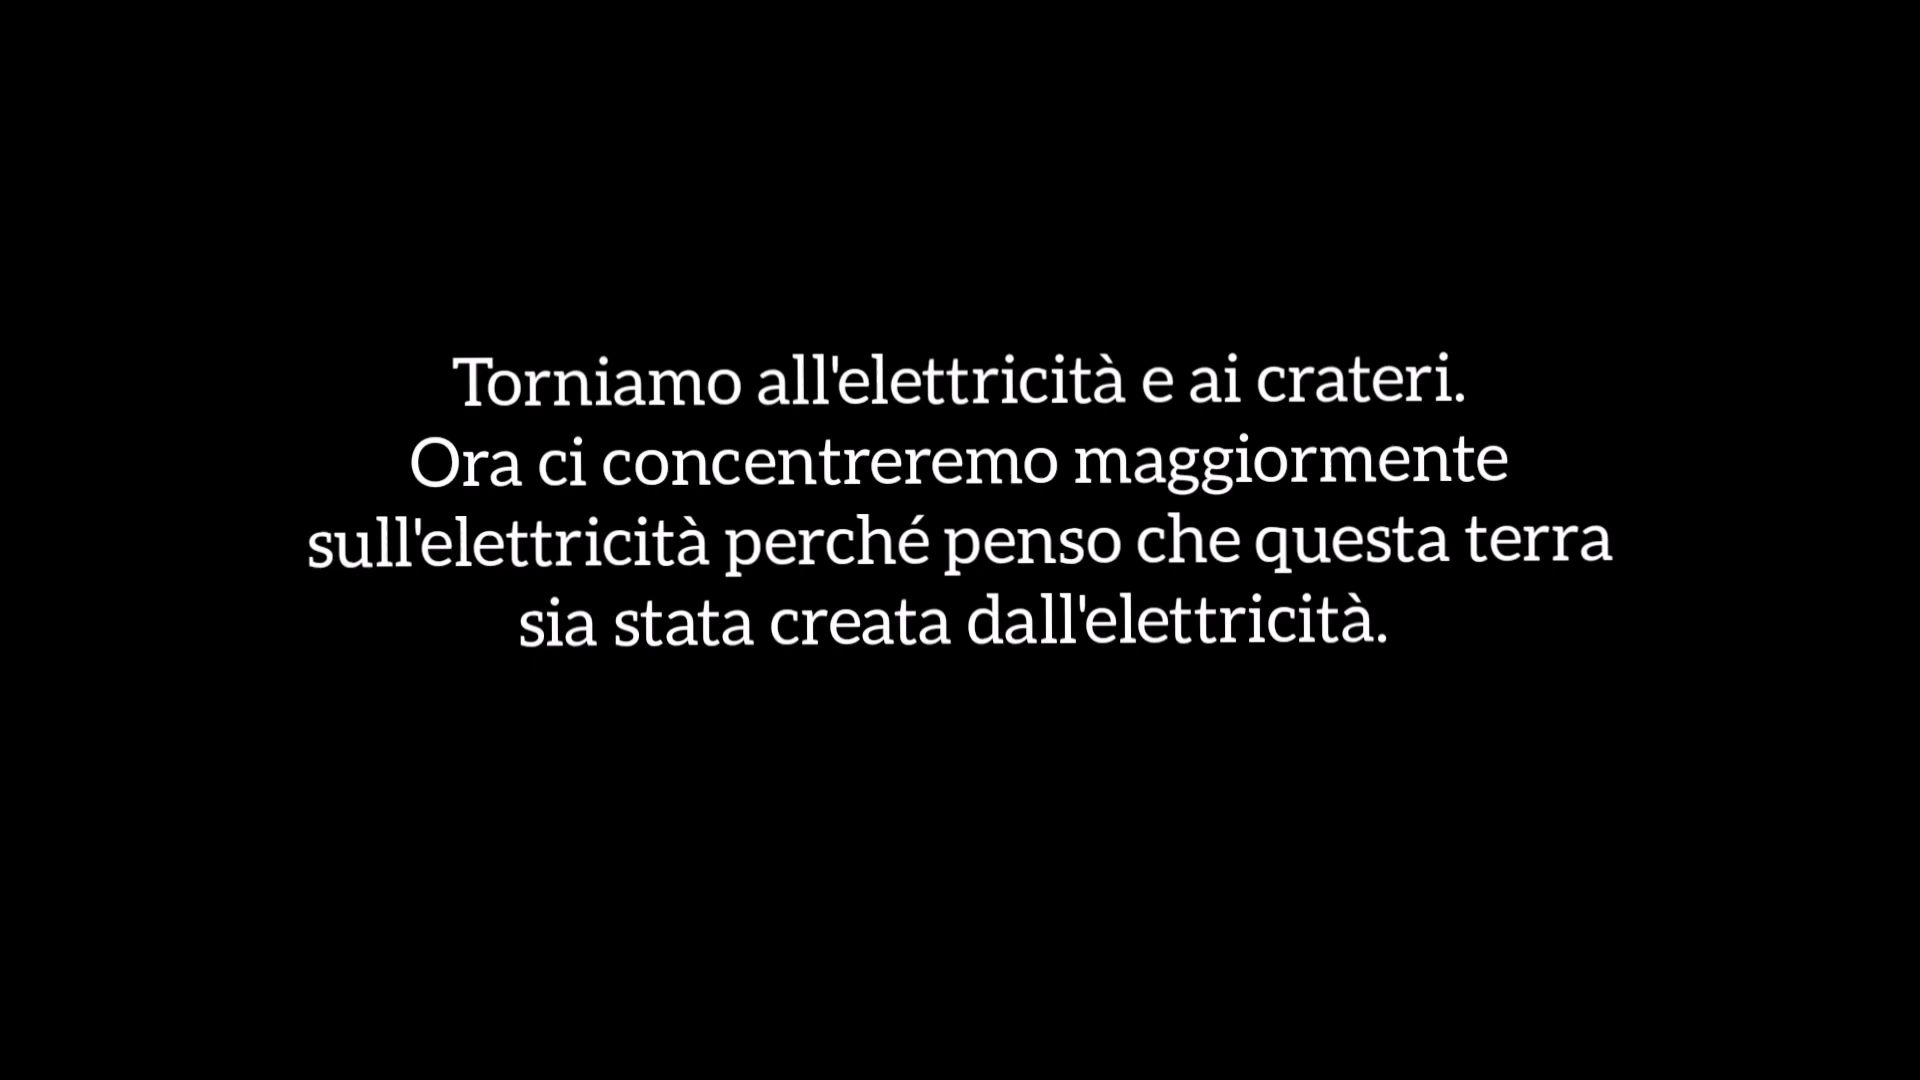 Torniamo all'elettricità e ai crateri.
Ora ci concentreremo maggiormente
sull'elettricità perché penso che questa terra
sia stata creata dall'elettricità.